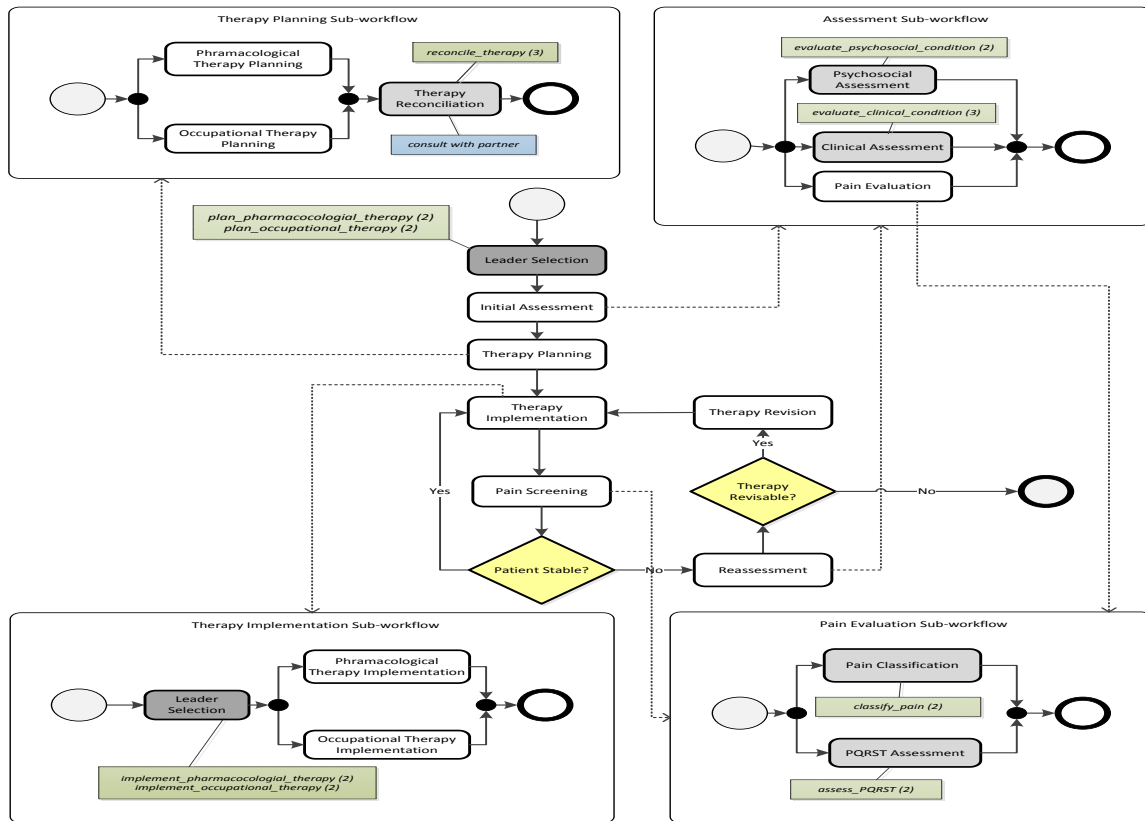 Therapy Planning Sub-workflow
Phramacological
Therapy Planning
Occupational Therapy
Planning
reconcile_therapy (3)
Therapy
Reconciliation
consult with partner
Assessment Sub-workflow
evaluate_psychosocial_condition (2)
Psychosocial
Assessment
evaluate_clinical_condition (3)
Clinical Assessment
Pain Evaluation
plan_pharmacocologial_therapy (2)
plan_occupational_therapy (2)
Leader Selection
Initial Assessment
Therapy Planning
Therapy
Implementation
Therapy Revision
Yes
Therapy
Revisable?
No
Pain Screening
Yes
Patient Stable?
No
Reassessment
Therapy Implementation Sub-workflow
Phramacological
Therapy Implementation
Leader
Selection
Occupational Therapy
Implementation
implement_pharmacocological_therapy (2)
implement_occupational_therapy (2)
Pain Evaluation Sub-workflow
Pain Classification
classify_pain (2)
PQRST Assessment
assess_PQRST (2)